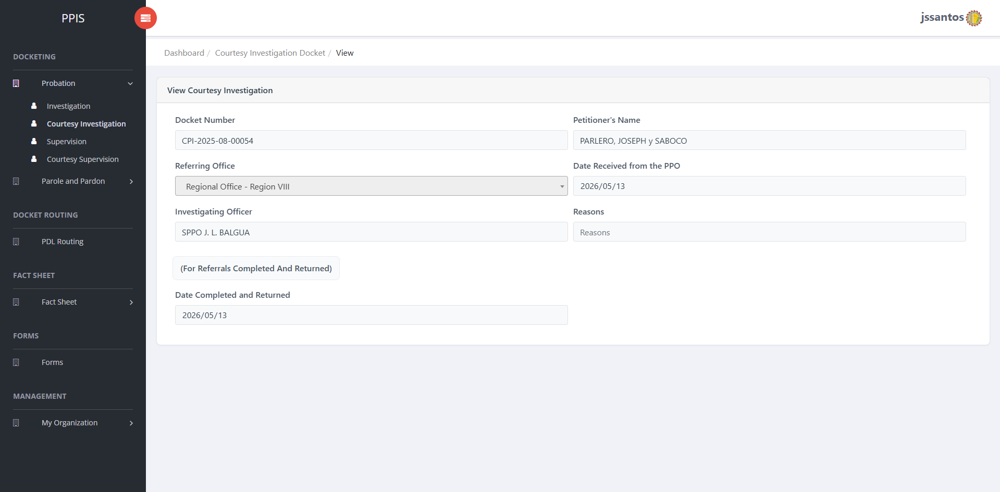 PPIS
jssantos
DOCKETING
Probation
Investigation
Courtesy Investigation
Supervision
Courtesy Supervision
Parole and Pardon
DOCKET ROUTING
PDL Routing
FACT SHEET
Fact Sheet
FORMS
Forms
MANAGEMENT
My Organization
Dashboard / Courtesy Investigation Docket / View
View Courtesy Investigation
Docket Number
CPI-2025-08-00054
Petitioner's Name
PARLERO, JOSEPH y SABOCO
Referring Office
Regional Office - Region VIII
Date Received from the PPO
2026/05/13
Investigating Officer
SPPO J. L. BALGUA
Reasons
Reasons
(For Referrals Completed And Returned)
Date Completed and Returned
2026/05/13